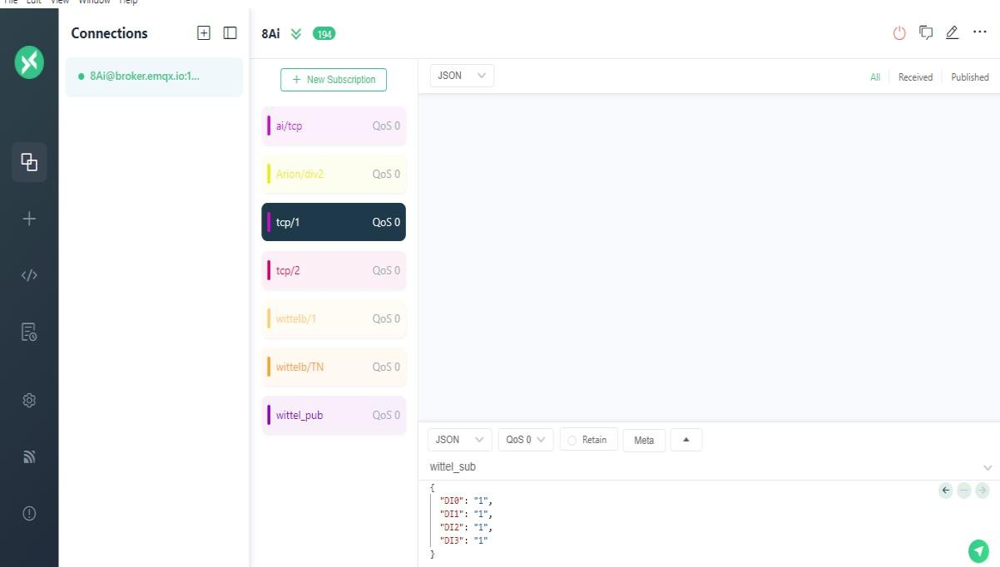 File Edit View Window Help
Connections
8Ai@broker.emqx.io:1...
8Ai 194
New Subscription
ai/tcp QoS 0
Arion/div2 QoS 0
tcp/1 QoS 0
tcp/2 QoS 0
wittelb/1 QoS 0
wittelb/TN QoS 0
wittel_pub QoS 0
JSON All Received Published
JSON QoS 0 Retain Meta
wittel_sub
{
"DI0": "1",
"DI1": "1",
"DI2": "1",
"DI3": "1"
}